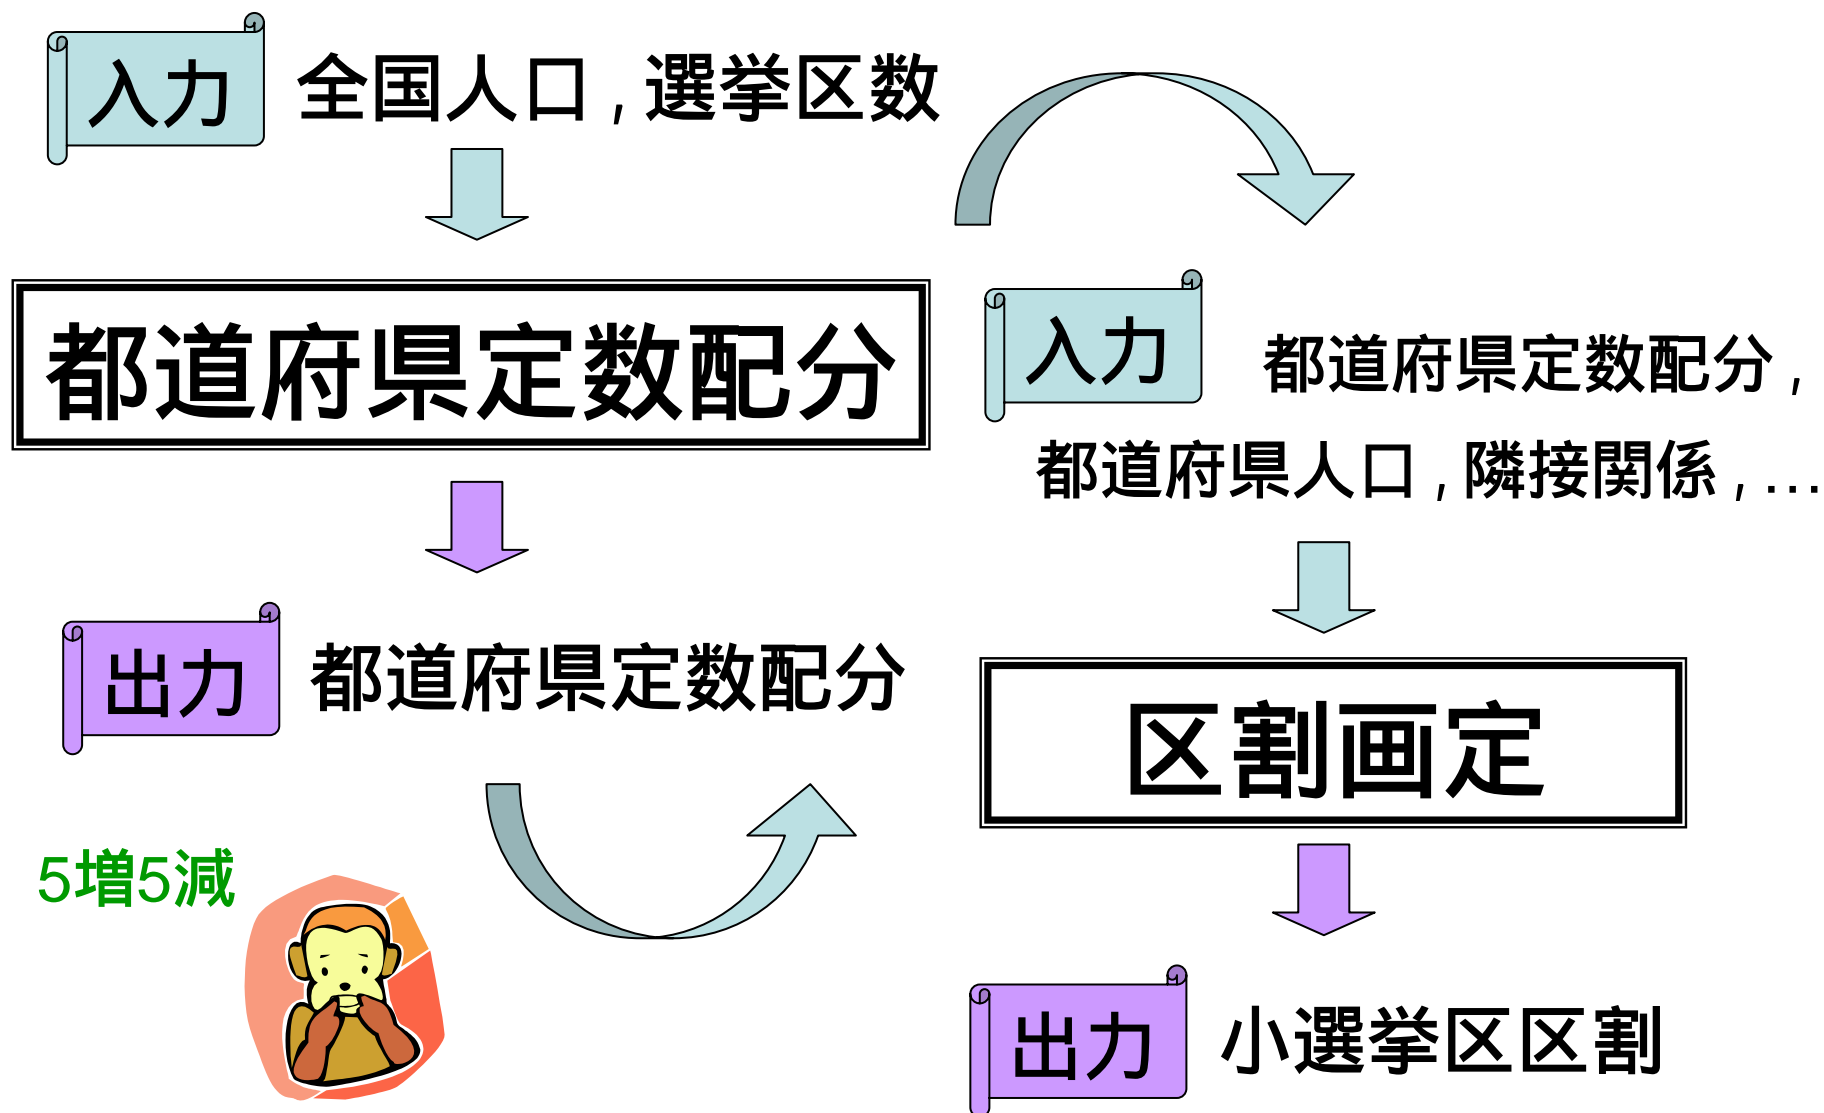 入力
全国人口 , 選挙区数
都道府県定数配分
出力
都道府県定数配分
5増5減
入力
都道府県定数配分 ,
都道府県人口 , 隣接関係 , …
区割画定
出力
小選挙区区割